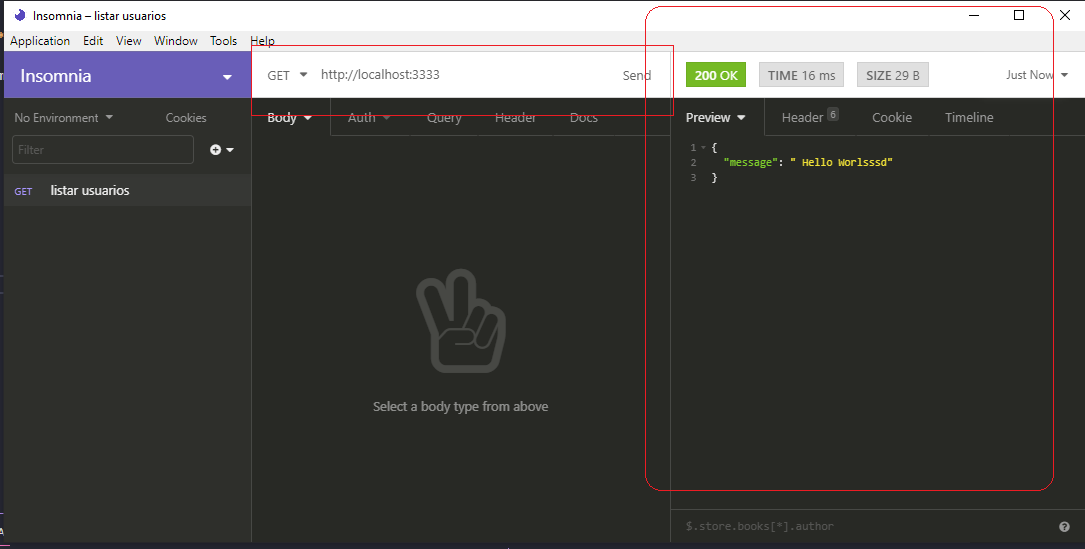 Insomnia – listar usuarios
Application Edit View Window Tools Help
Insomnia
GET http://localhost:3333 Send
200 OK TIME 16 ms SIZE 29 B Just Now
No Environment Cookies
Body Auth Query Header Docs
Preview Header 6 Cookie Timeline
Filter
GET listar usuarios
1 {
2 "message": " Hello Worlsssd"
3 }
Select a body type from above
$.store.books[*].author